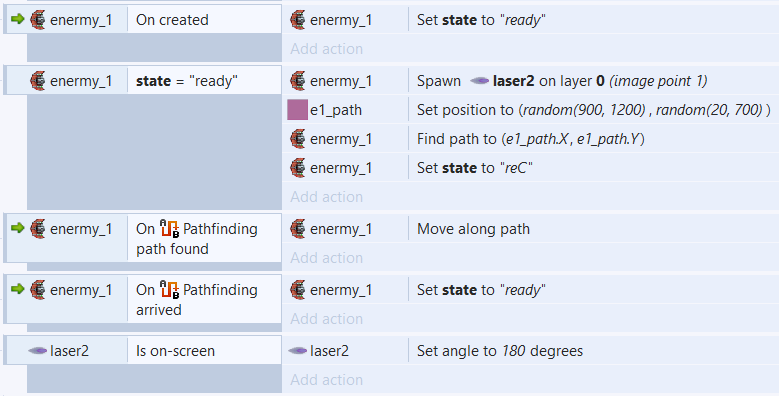 enermy_1 On created enermy_1 Set state to "ready"
Add action
enermy_1 state = "ready" enermy_1 Spawn laser2 on layer 0 (image point 1)
e1_path Set position to (random(900, 1200) , random(20, 700) )
enermy_1 Find path to (e1_path.X , e1_path.Y )
enermy_1 Set state to "reC"
Add action
enermy_1 On A B Pathfinding path found enermy_1 Move along path
Add action
enermy_1 On A B Pathfinding arrived enermy_1 Set state to "ready"
Add action
laser2 Is on-screen laser2 Set angle to 180 degrees
Add action